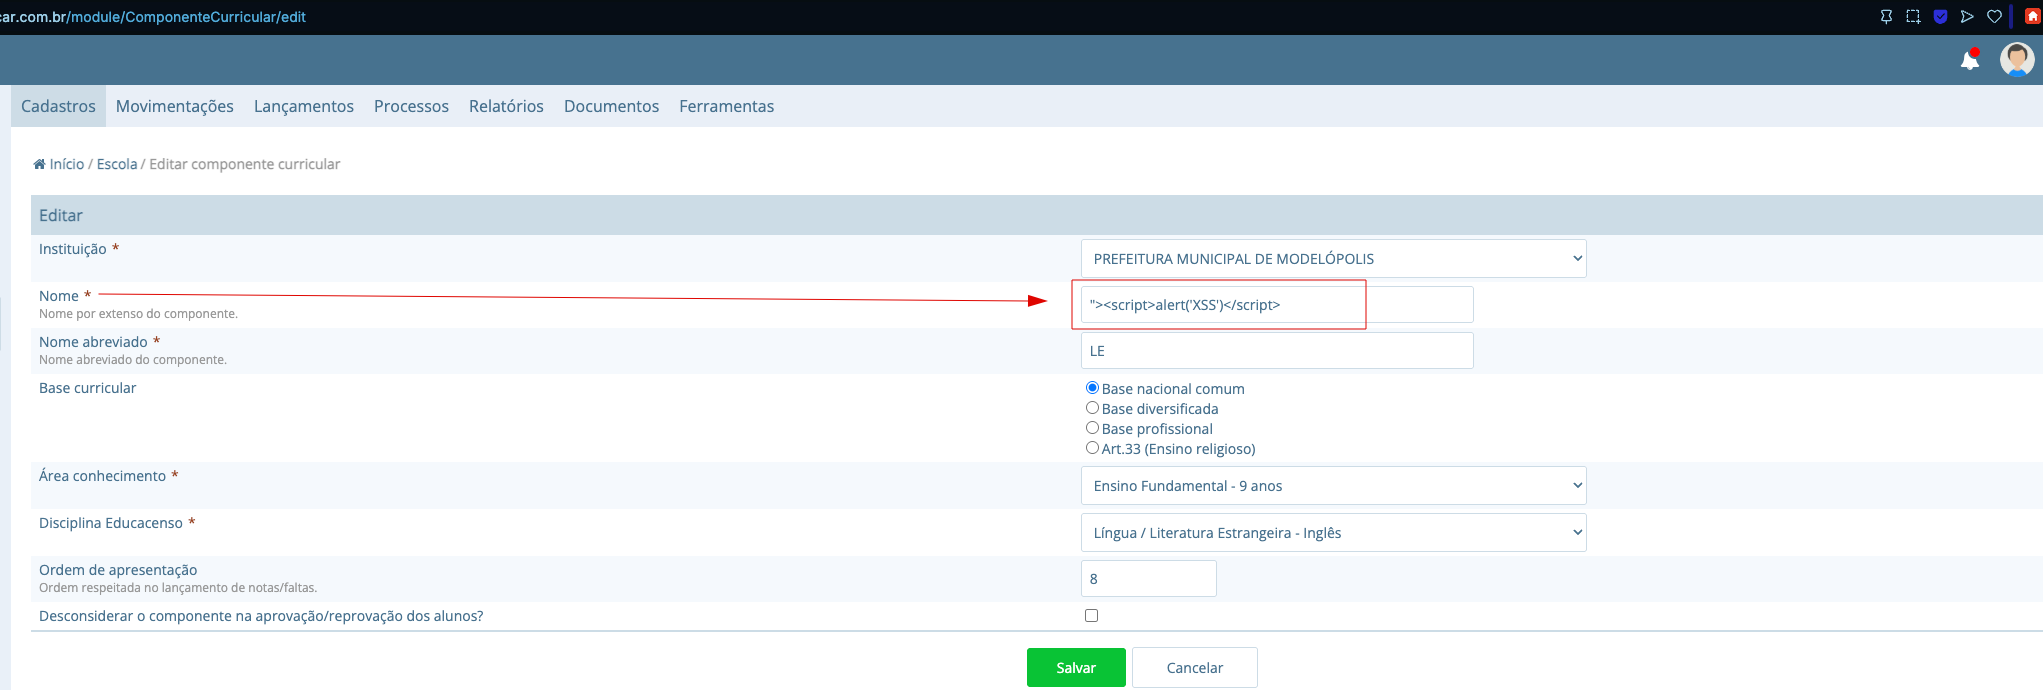 car.com.br/module/ComponenteCurricular/edit
Cadastros Movimentações Lançamentos Processos Relatórios Documentos Ferramentas
Início / Escola / Editar componente curricular
Editar
Instituição * PREFEITURA MUNICIPAL DE MODELÓPOLIS
Nome * "><script>alert('XSS')</script>
Nome por extenso do componente.
Nome abreviado * LE
Nome abreviado do componente.
Base curricular Base nacional comum
Base diversificada
Base profissional
Art.33 (Ensino religioso)
Área conhecimento * Ensino Fundamental - 9 anos
Disciplina Educacenso * Língua / Literatura Estrangeira - Inglês
Ordem de apresentação 8
Ordem respeitada no lançamento de notas/faltas.
Desconsiderar o componente na aprovação/reprovação dos alunos?
Salvar Cancelar